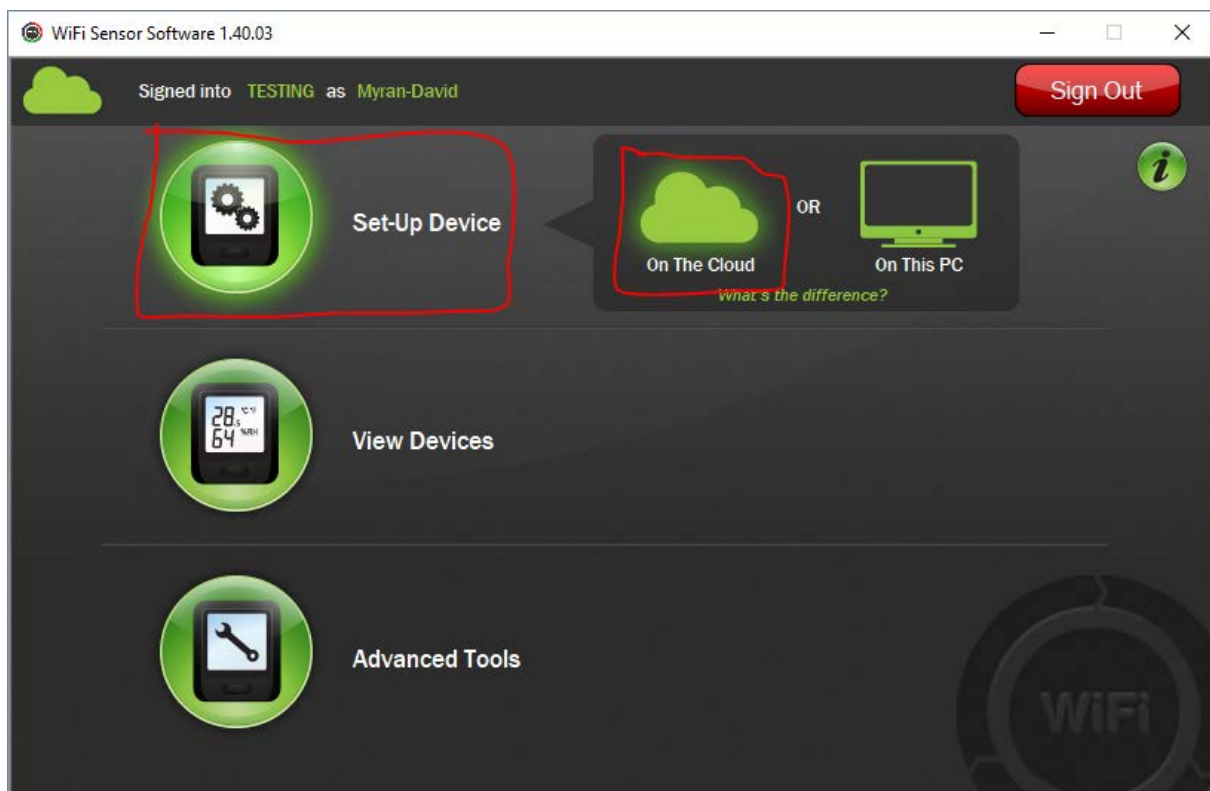 WiFi Sensor Software 1.40.03
Signed into TESTING as Myran-David
Sign Out
i
Set-Up Device
On The Cloud
OR
On This PC
What's the difference?
28.5 °C°F
64 %RH
View Devices
Advanced Tools
WiFi